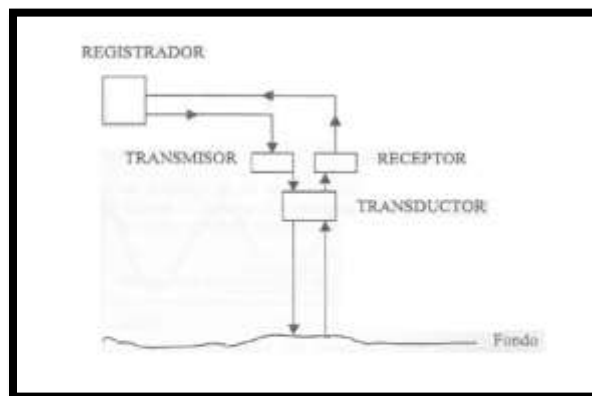 REGISTRADOR
TRANSMISOR
RECEPTOR
TRANSDUCTOR
Fondo